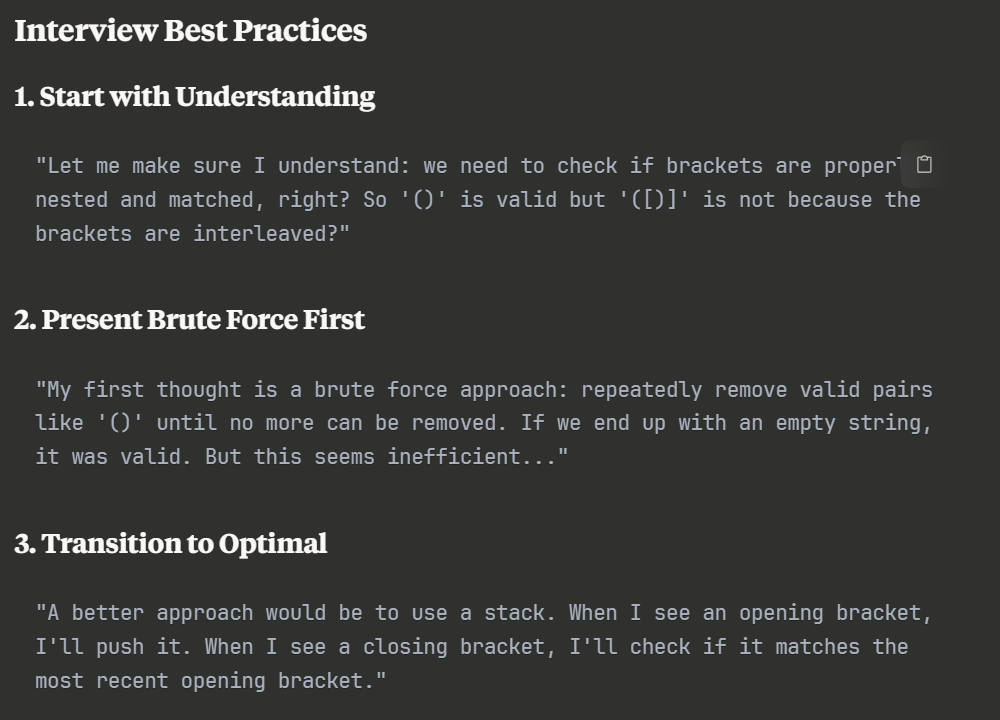 Interview Best Practices
1. Start with Understanding
"Let me make sure I understand: we need to check if brackets are
nested and matched, right? So '()' is valid but '([)]' is not because the
brackets are interleaved?"
2. Present Brute Force First
"My first thought is a brute force approach: repeatedly remove valid pairs
like '()' until no more can be removed. If we end up with an empty string,
it was valid. But this seems inefficient..."
3. Transition to Optimal
"A better approach would be to use a stack. When I see an opening bracket,
I'll push it. When I see a closing bracket, I'll check if it matches the
most recent opening bracket."